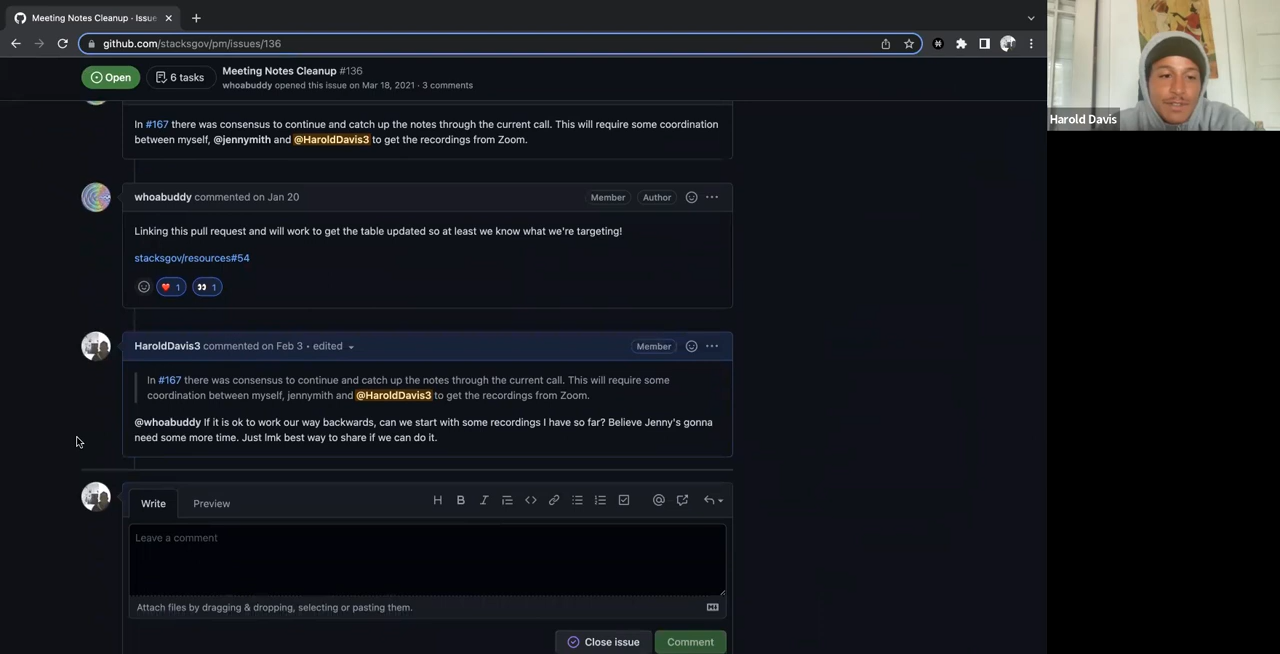 Meeting Notes Cleanup · Issue
github.com/stacksgov/pm/issues/136
Open
6 tasks
Meeting Notes Cleanup #136
whoabuddy opened this issue on Mar 18, 2021 · 3 comments
In #167 there was consensus to continue and catch up the notes through the current call. This will require some coordination
between myself, @jennymith and @HaroldDavis3 to get the recordings from Zoom.
whoabuddy commented on Jan 20
Member
Author
Linking this pull request and will work to get the table updated so at least we know what we're targeting!
stacksgov/resources#54
1
1
HaroldDavis3 commented on Feb 3 • edited
Member
In #167 there was consensus to continue and catch up the notes through the current call. This will require some
coordination between myself, jennymith and @HaroldDavis3 to get the recordings from Zoom.
@whoabuddy If it is ok to work our way backwards, can we start with some recordings I have so far? Believe Jenny's gonna
need some more time. Just lmk best way to share if we can do it.
Write
Preview
Leave a comment
Attach files by dragging & dropping, selecting or pasting them.
Close issue
Comment
Harold Davis